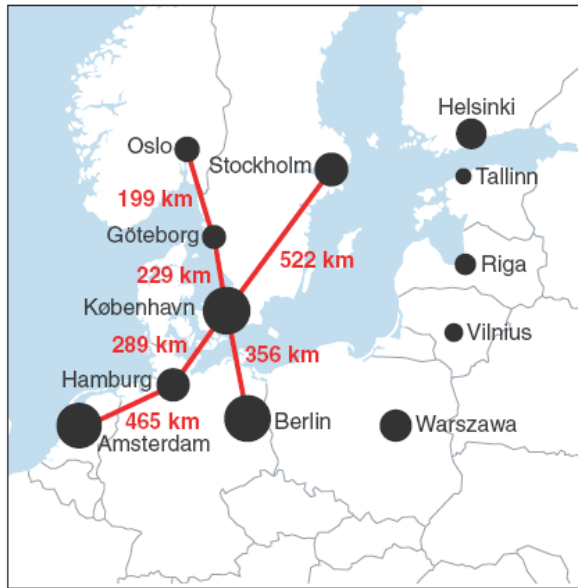 Helsinki
Oslo
Stockholm
Tallinn
199 km
Göteborg
522 km
Riga
229 km
København
Vilnius
289 km
356 km
Hamburg
465 km
Berlin
Warszawa
Amsterdam